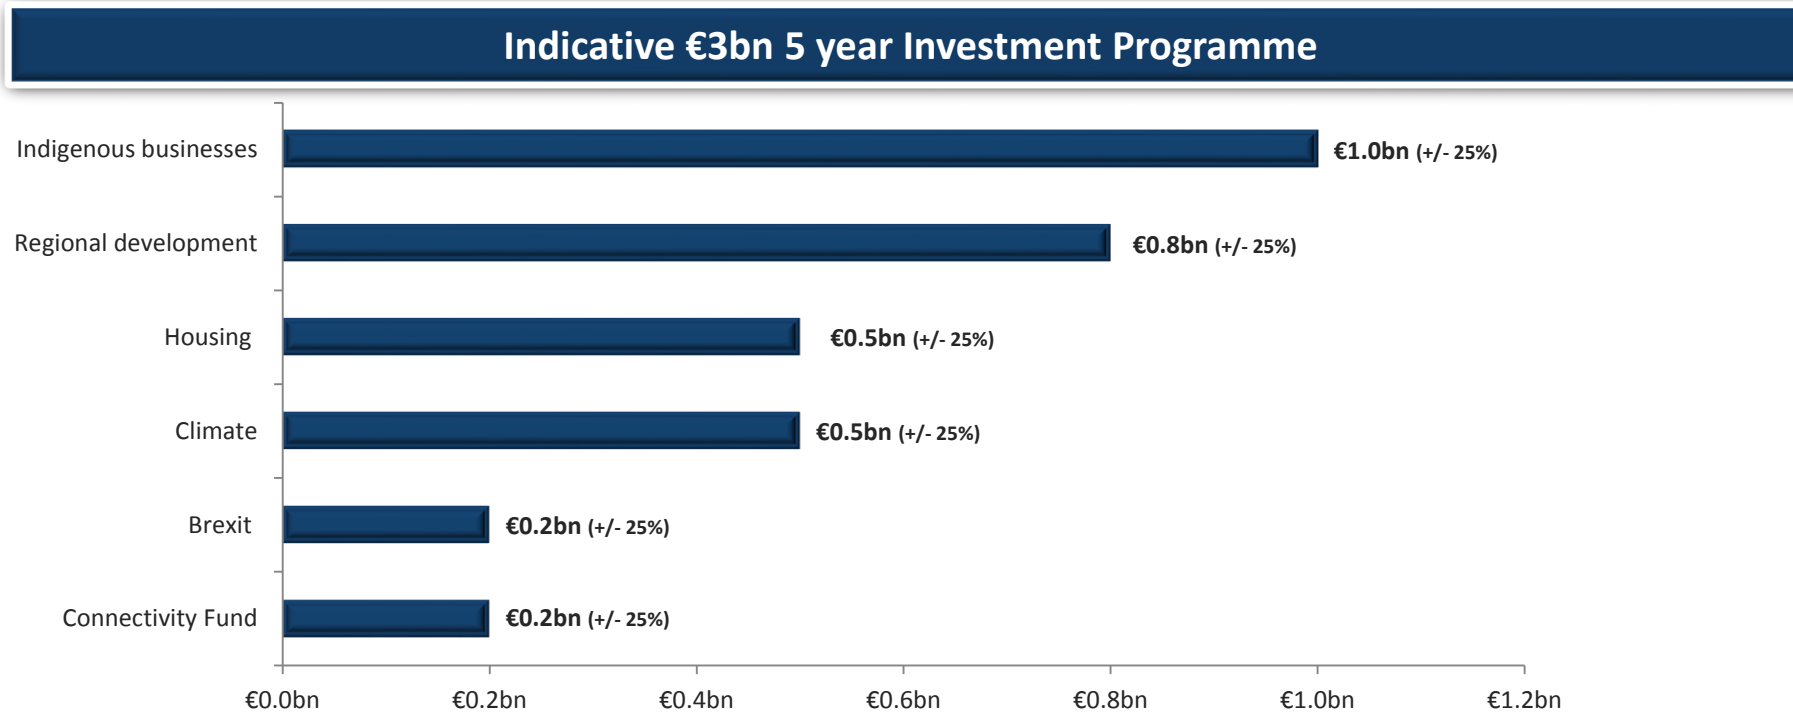 Indicative €3bn 5 year Investment Programme
Indigenous businesses €1.0bn (+/- 25%)
Regional development €0.8bn (+/- 25%)
Housing €0.5bn (+/- 25%)
Climate €0.5bn (+/- 25%)
Brexit €0.2bn (+/- 25%)
Connectivity Fund €0.2bn (+/- 25%)
€0.0bn €0.2bn €0.4bn €0.6bn €0.8bn €1.0bn €1.2bn